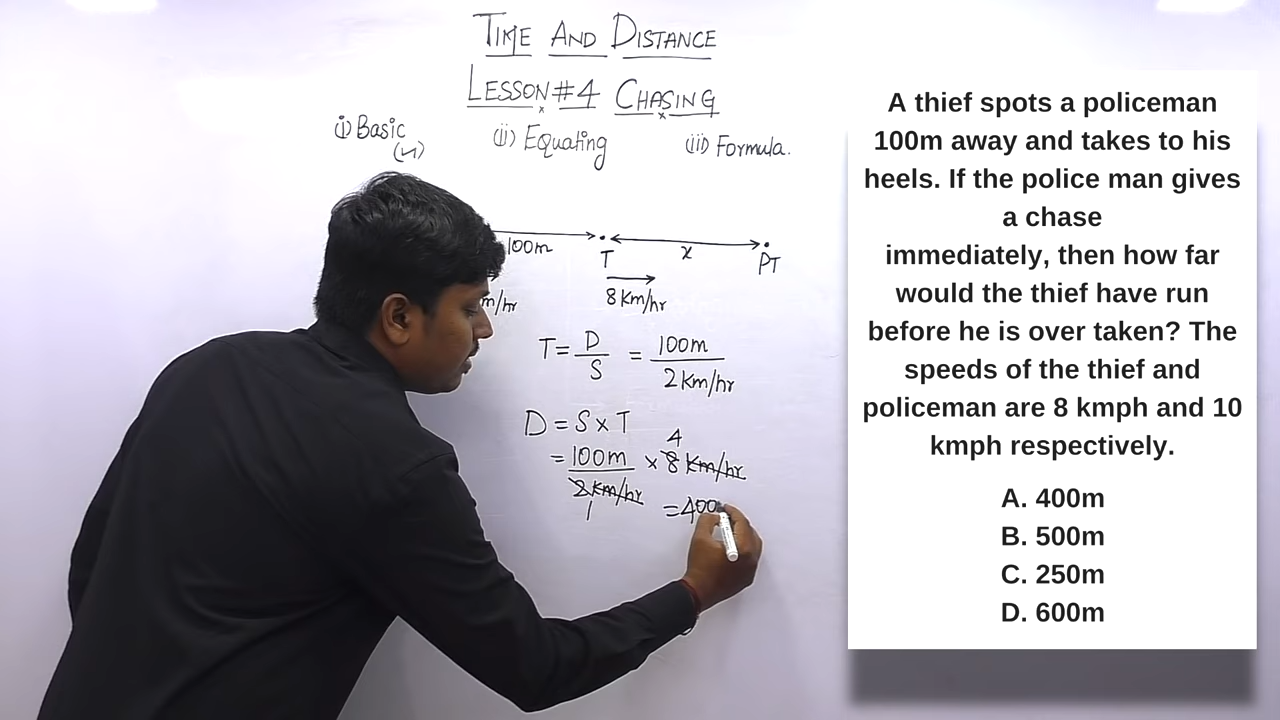 TIME AND DISTANCE
LESSON#4 CHASING
(i) Basic
(ii) Equating
(iii) Formula.
100m
T
x
PT
m/hr
8 Km/hr
T = D/S = 100m / 2 Km/hr
D = S × T
= 100m / 2 Km/hr × 8 Km/hr
4
1
= 400
A thief spots a policeman
100m away and takes to his
heels. If the police man gives
a chase
immediately, then how far
would the thief have run
before he is over taken? The
speeds of the thief and
policeman are 8 kmph and 10
kmph respectively.
A. 400m
B. 500m
C. 250m
D. 600m